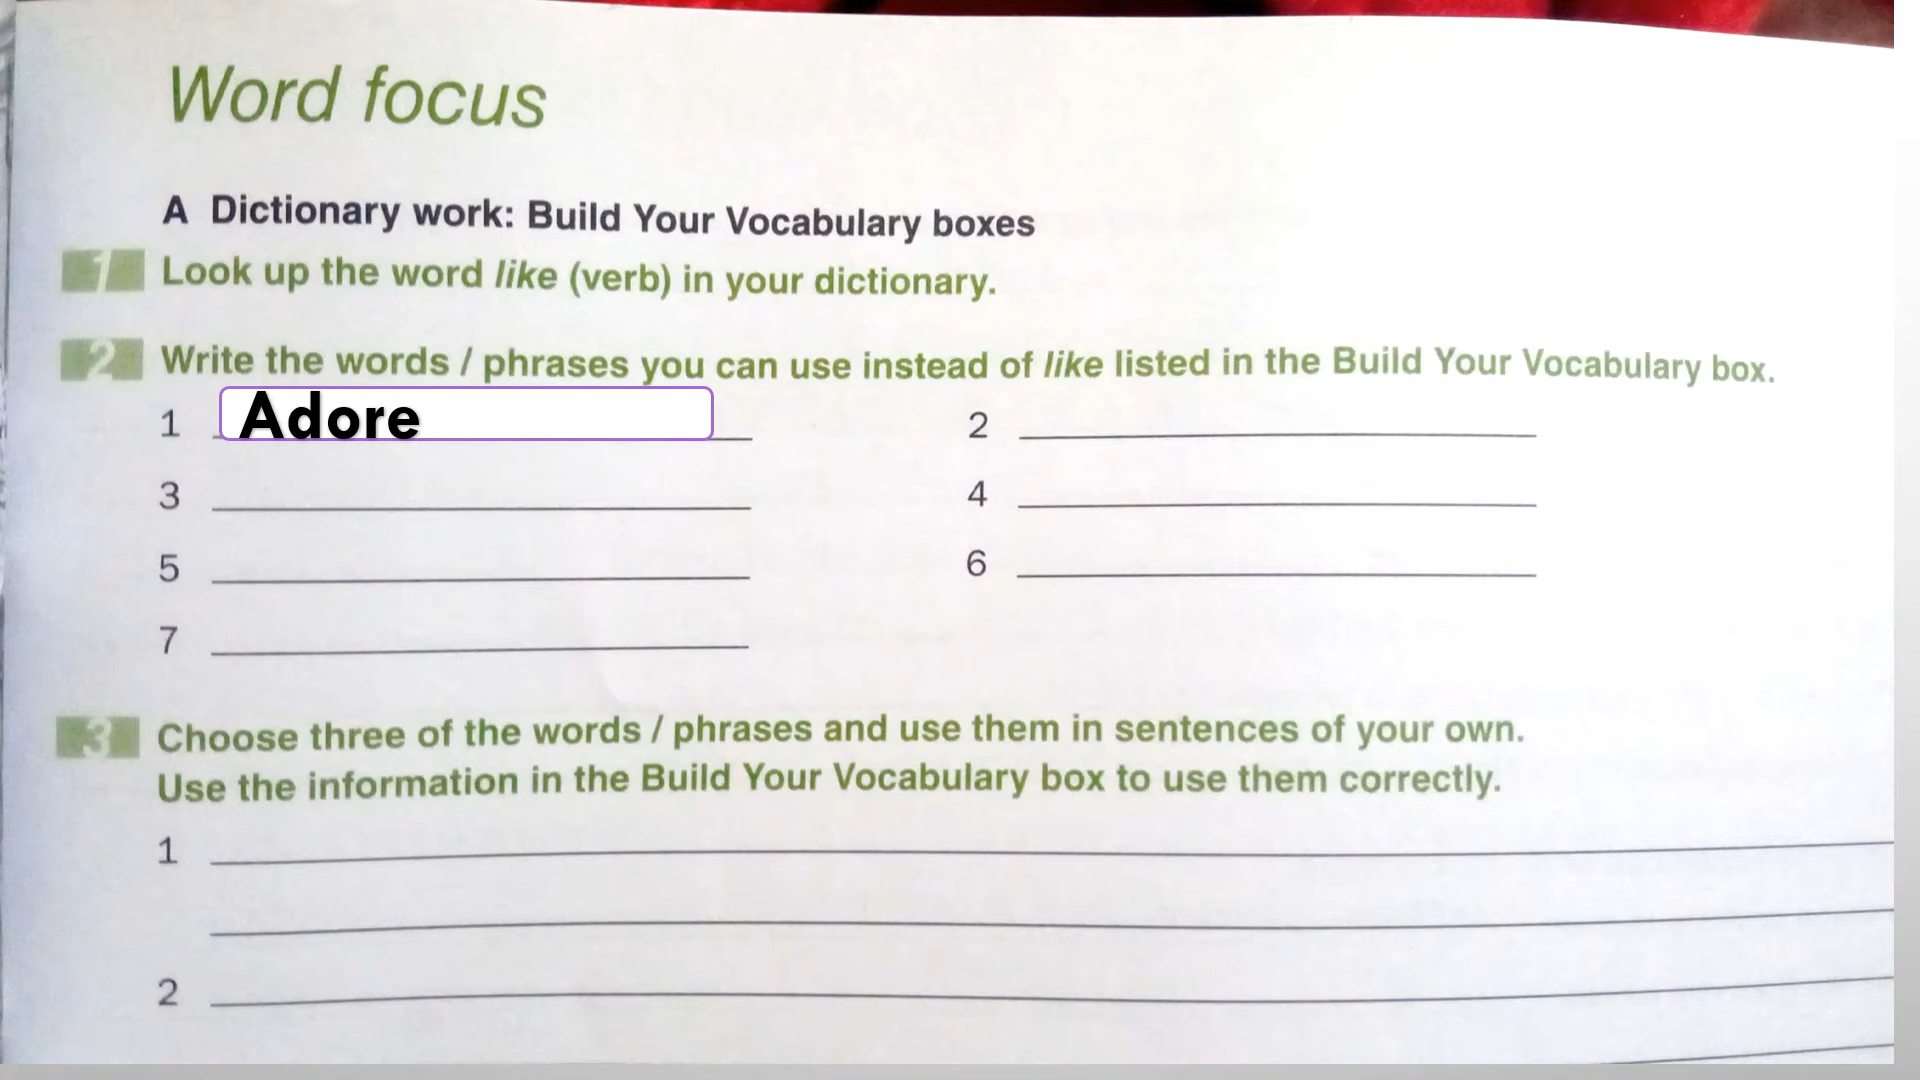 Word focus
A Dictionary work: Build Your Vocabulary boxes
1 Look up the word like (verb) in your dictionary.
2 Write the words / phrases you can use instead of like listed in the Build Your Vocabulary box.
1 Adore 2
3 4
5 6
7
3 Choose three of the words / phrases and use them in sentences of your own.
Use the information in the Build Your Vocabulary box to use them correctly.
1
2